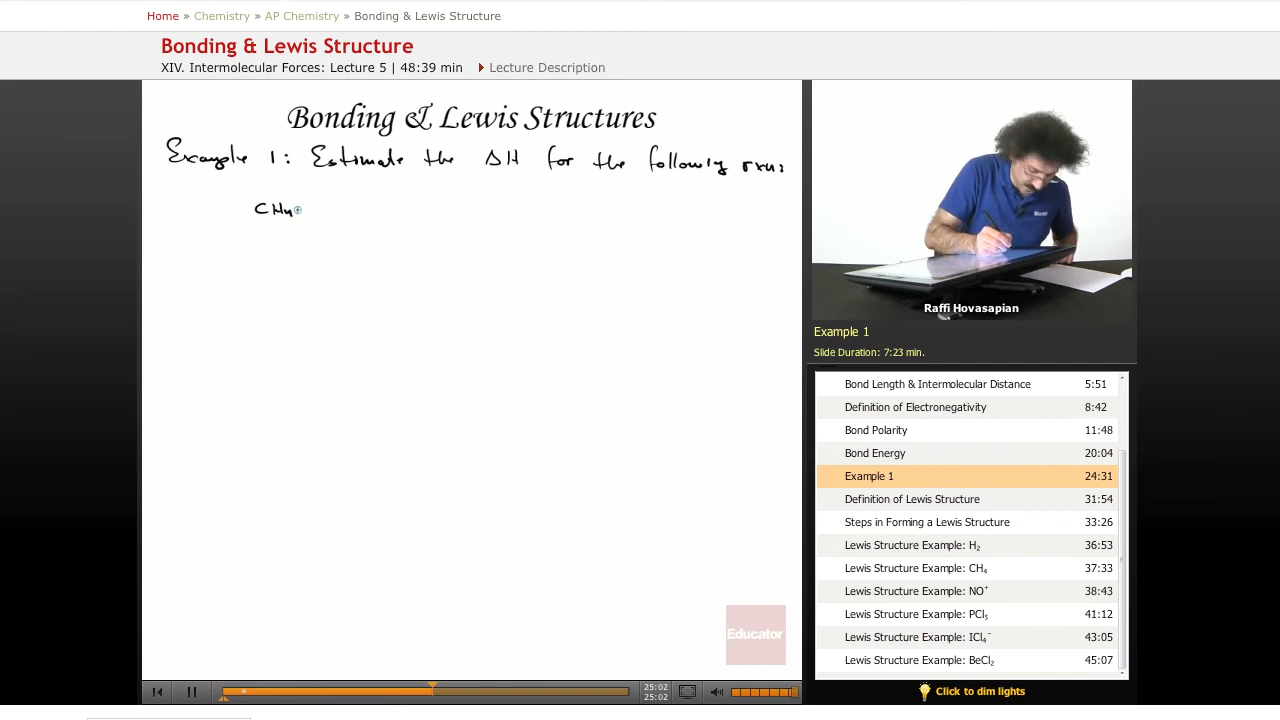 Home » Chemistry » AP Chemistry » Bonding & Lewis Structure
Bonding & Lewis Structure
XIV. Intermolecular Forces: Lecture 5 | 48:39 min Lecture Description
Bonding & Lewis Structures
Example 1: Estimate the ΔH for the following rxn:
CH₄
Educator
25:02
25:02
Raffi Hovasapian
Example 1
Slide Duration: 7:23 min.
Bond Length & Intermolecular Distance 5:51
Definition of Electronegativity 8:42
Bond Polarity 11:48
Bond Energy 20:04
Example 1 24:31
Definition of Lewis Structure 31:54
Steps in Forming a Lewis Structure 33:26
Lewis Structure Example: H₂ 36:53
Lewis Structure Example: CH₄ 37:33
Lewis Structure Example: NO⁺ 38:43
Lewis Structure Example: PCl₅ 41:12
Lewis Structure Example: ICl₄⁻ 43:05
Lewis Structure Example: BeCl₂ 45:07
Click to dim lights